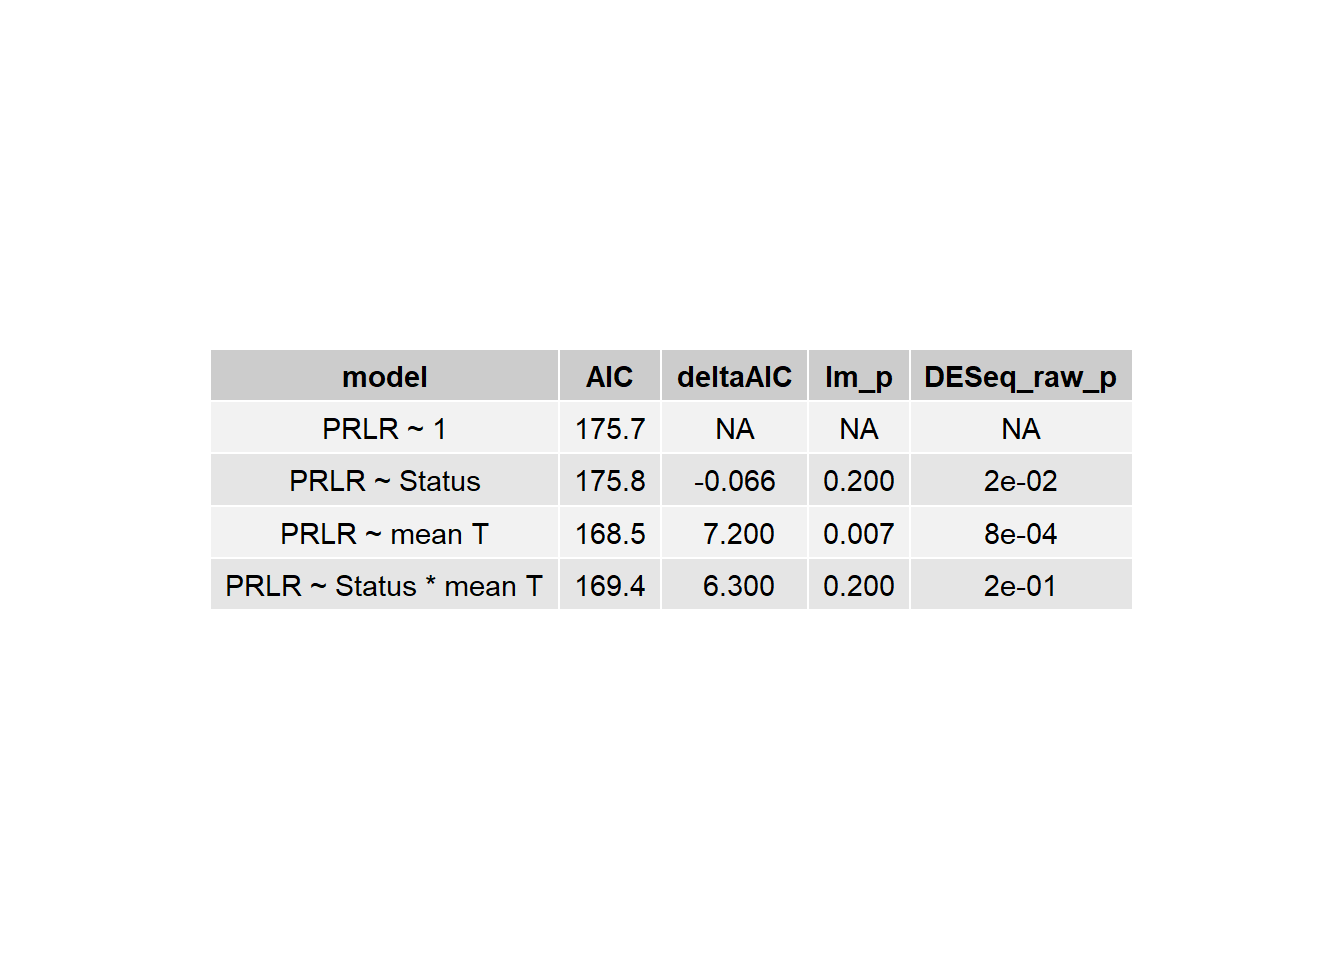 model AIC deltaAIC lm_p DESeq_raw_p
PRLR ~ 1 175.7 NA NA NA
PRLR ~ Status 175.8 -0.066 0.200 2e-02
PRLR ~ mean T 168.5 7.200 0.007 8e-04
PRLR ~ Status * mean T 169.4 6.300 0.200 2e-01